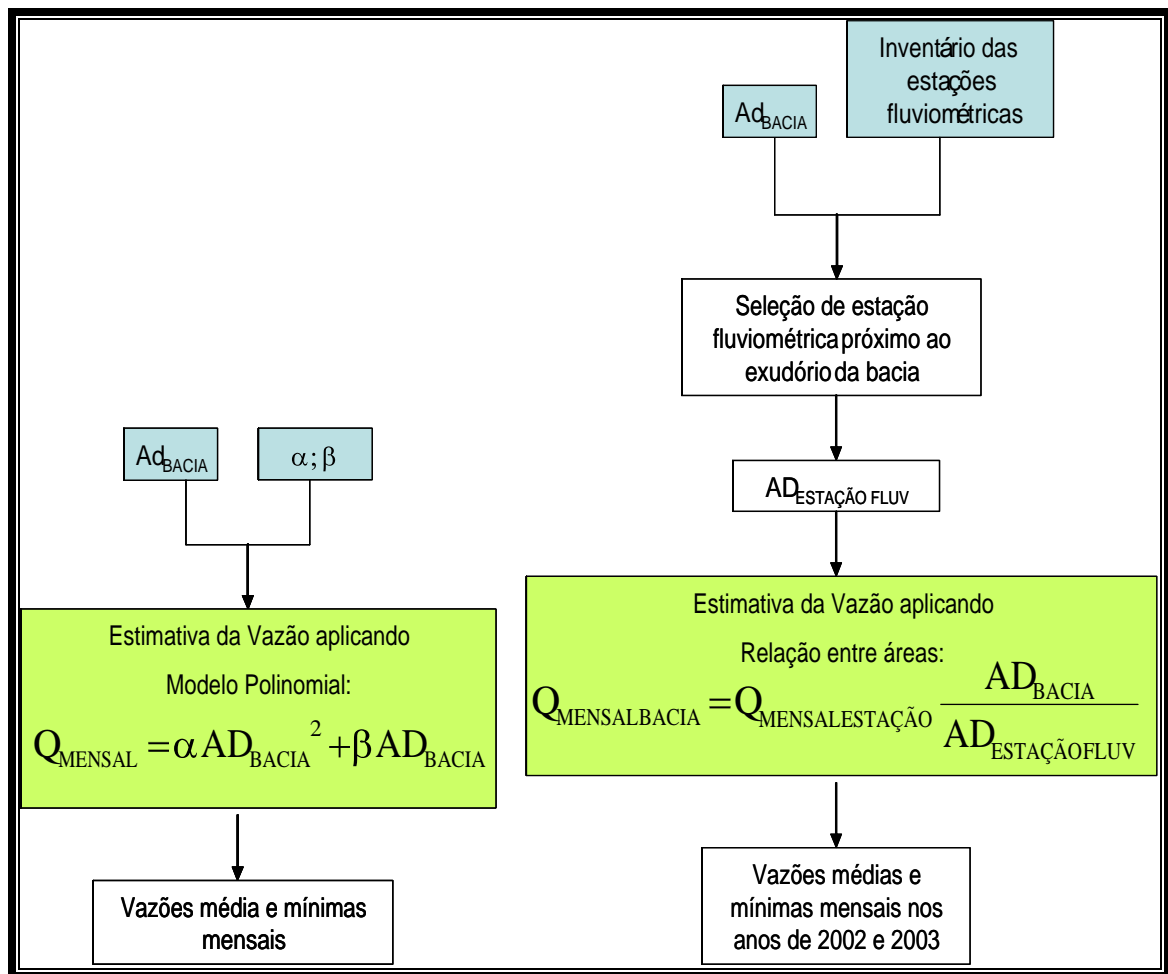 Inventário das
estações
fluviométricas
Ad_BACIA
Seleção de estação
fluviométrica próximo ao
exudório da bacia
Ad_BACIA
α; β
AD_ESTAÇÃO FLUV
Estimativa da Vazão aplicando
Modelo Polinomial:
Q_MENSAL = α AD_BACIA² + β AD_BACIA
Estimativa da Vazão aplicando
Relação entre áreas:
Q_MENSALBACIA = Q_MENSALESTAÇÃO AD_BACIA / AD_ESTAÇÃOFLUV
Vazões média e mínimas
mensais
Vazões médias e
mínimas mensais nos
anos de 2002 e 2003